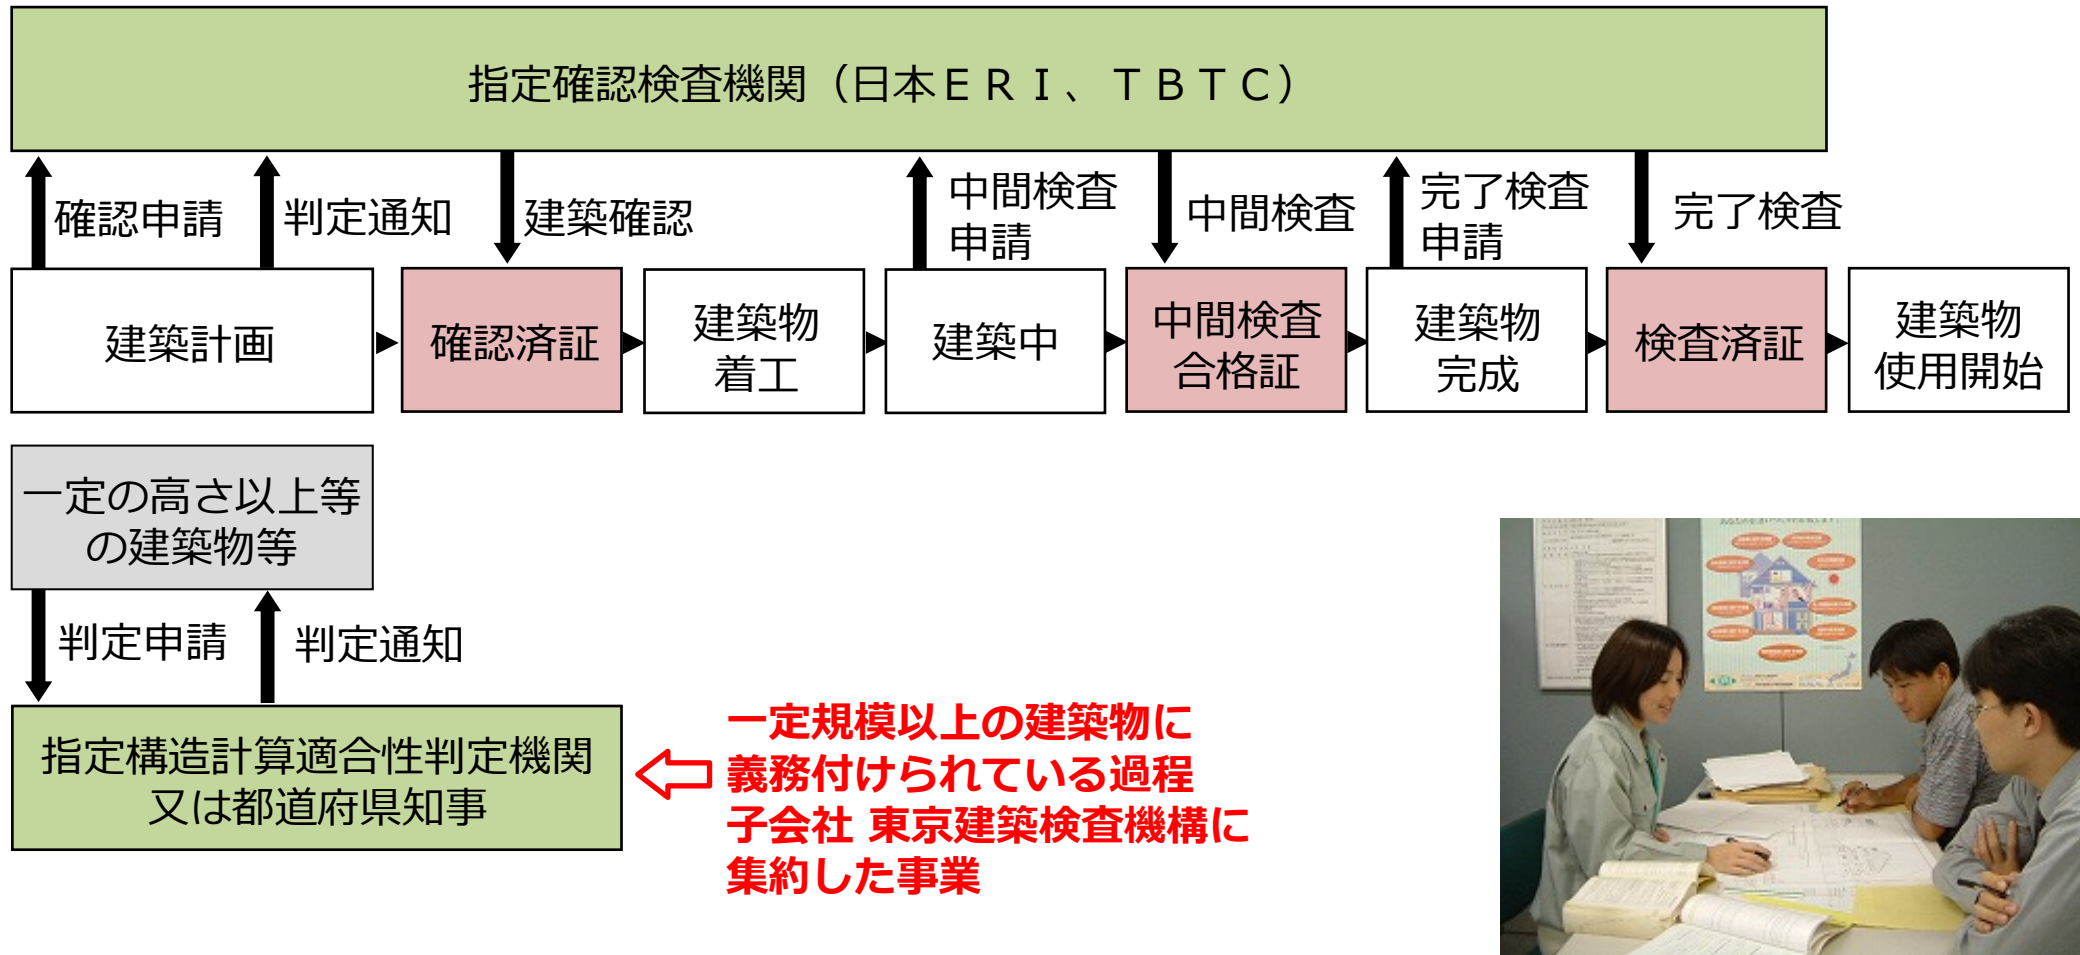 指定確認検査機関（日本ＥＲＩ、ＴＢＴＣ）
確認申請
判定通知
建築確認
中間検査
申請
中間検査
完了検査
申請
完了検査
建築計画
確認済証
建築物
着工
建築中
中間検査
合格証
建築物
完成
検査済証
建築物
使用開始
一定の高さ以上等
の建築物等
判定申請
判定通知
指定構造計算適合性判定機関
又は都道府県知事
一定規模以上の建築物に
義務付けられている過程
子会社 東京建築検査機構に
集約した事業